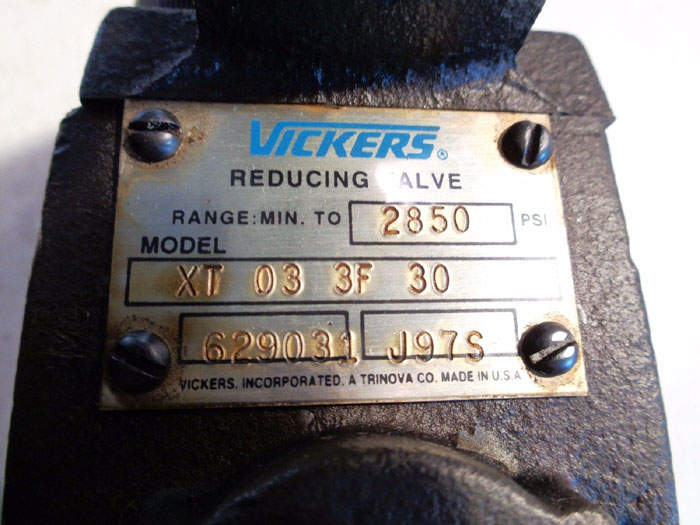 VICKERS®
REDUCING VALVE
RANGE: MIN. TO 2850 PSI
MODEL
XT 03 3F 30
629031 J97S
VICKERS, INCORPORATED. A TRINOVA CO. MADE IN U.S.A.